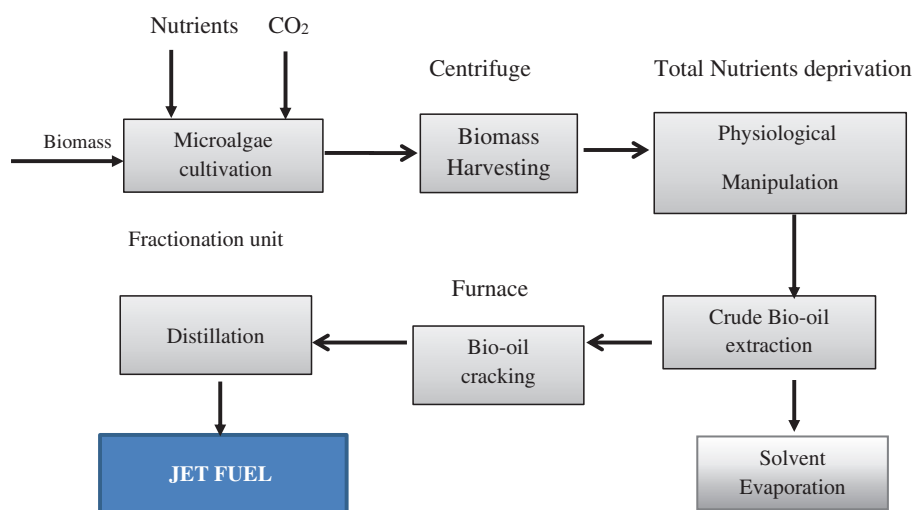 Nutrients CO₂
Centrifuge
Total Nutrients deprivation
Biomass
Microalgae
cultivation
Biomass
Harvesting
Physiological
Manipulation
Fractionation unit
Furnace
Distillation
Bio-oil
cracking
Crude Bio-oil
extraction
JET FUEL
Solvent
Evaporation